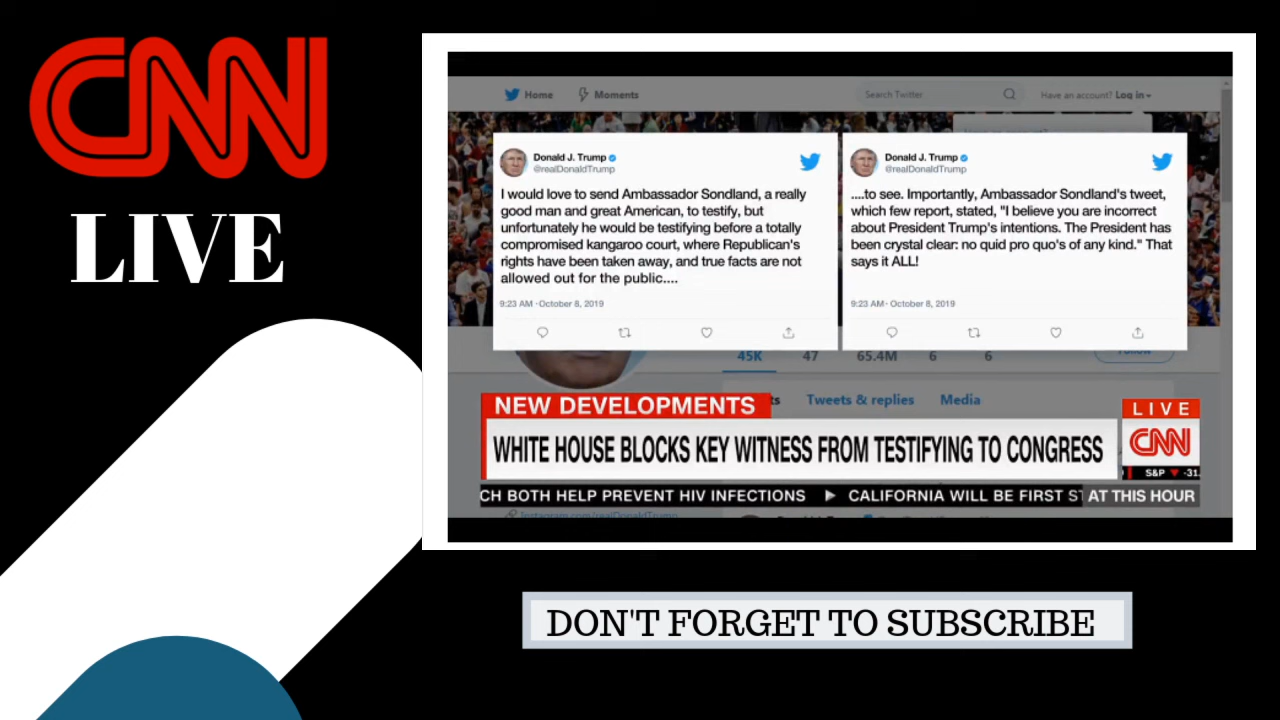 CNN
LIVE
Home
Moments
Search Twitter
Have an account? Log in
Donald J. Trump
@realDonaldTrump
I would love to send Ambassador Sondland, a really
good man and great American, to testify, but
unfortunately he would be testifying before a totally
compromised kangaroo court, where Republican's
rights have been taken away, and true facts are not
allowed out for the public....
9:23 AM · October 8, 2019
Donald J. Trump
@realDonaldTrump
....to see. Importantly, Ambassador Sondland's tweet,
which few report, stated, "I believe you are incorrect
about President Trump's intentions. The President has
been crystal clear: no quid pro quo's of any kind." That
says it ALL!
9:23 AM · October 8, 2019
45K 47 65.4M 6 6
Follow
Tweets & replies Media
NEW DEVELOPMENTS
WHITE HOUSE BLOCKS KEY WITNESS FROM TESTIFYING TO CONGRESS
LIVE
CNN
S&P ▼ -31.
CH BOTH HELP PREVENT HIV INFECTIONS ▶ CALIFORNIA WILL BE FIRST
AT THIS HOUR
Instagram.com/realDonaldTrump
DON'T FORGET TO SUBSCRIBE